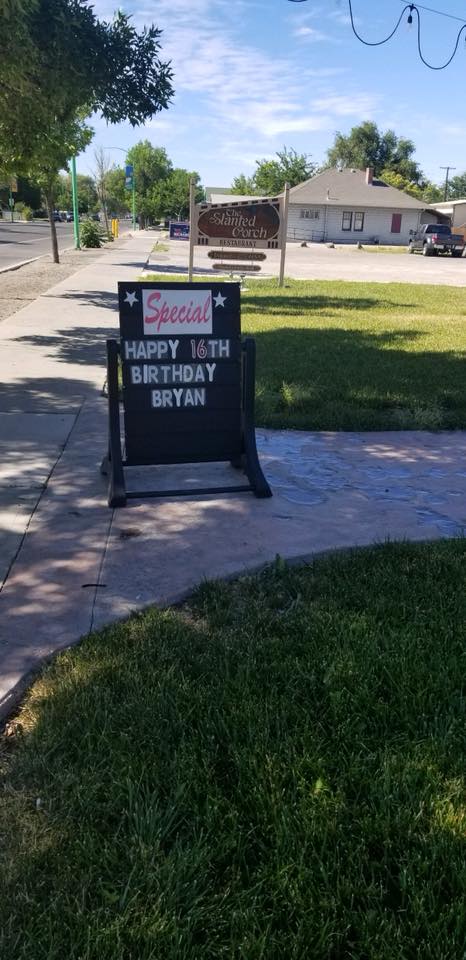 The
Slanted Porch
RESTAURANT
Special
HAPPY 16TH
BIRTHDAY
BRYAN